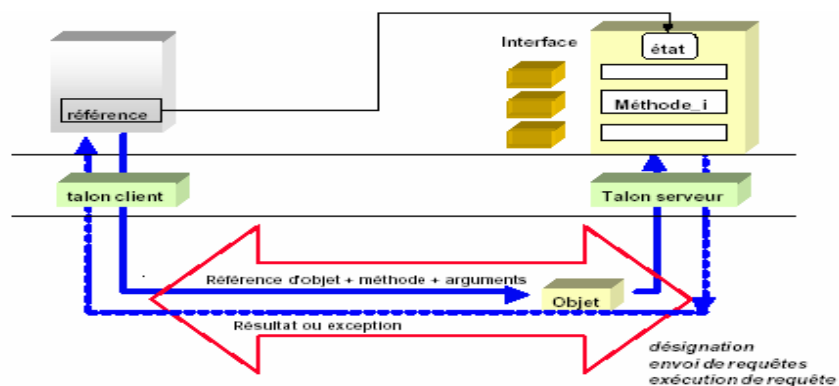 Interface
état
référence
Méthode_i
talon client
Talon serveur
Référence d'objet + méthode + arguments
Objet
Résultat ou exception
désignation
envoi de requêtes
exécution de requête